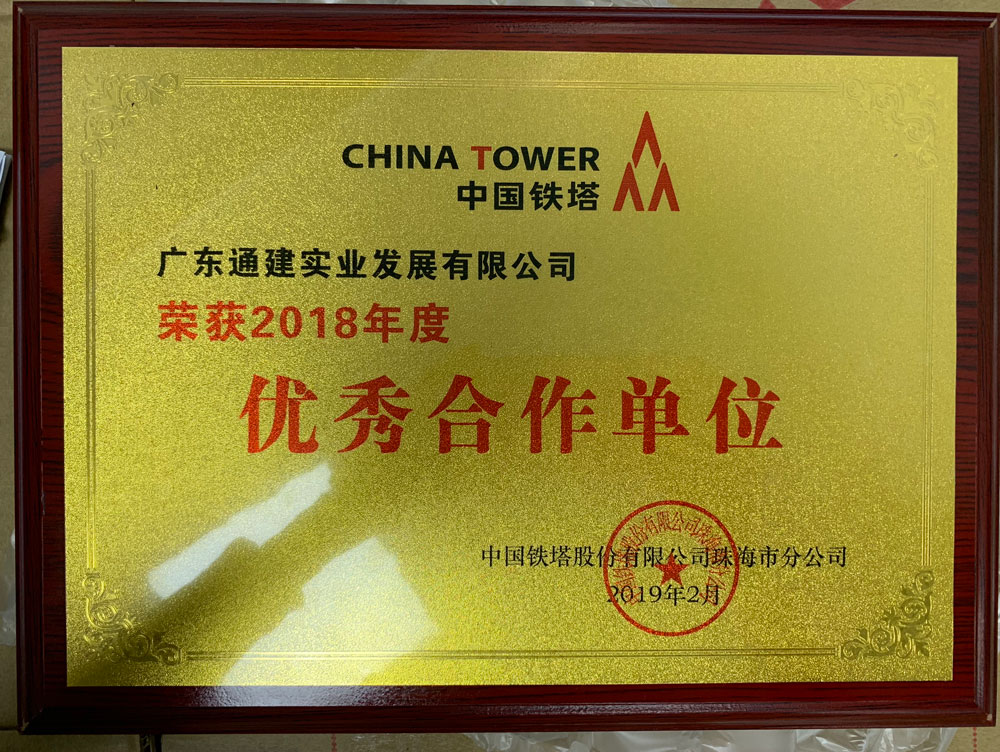 CHINA TOWER
中国铁塔
广东通建实业发展有限公司
荣获2018年度
优秀合作单位
中国铁塔股份有限公司珠海市分公司
2019年2月